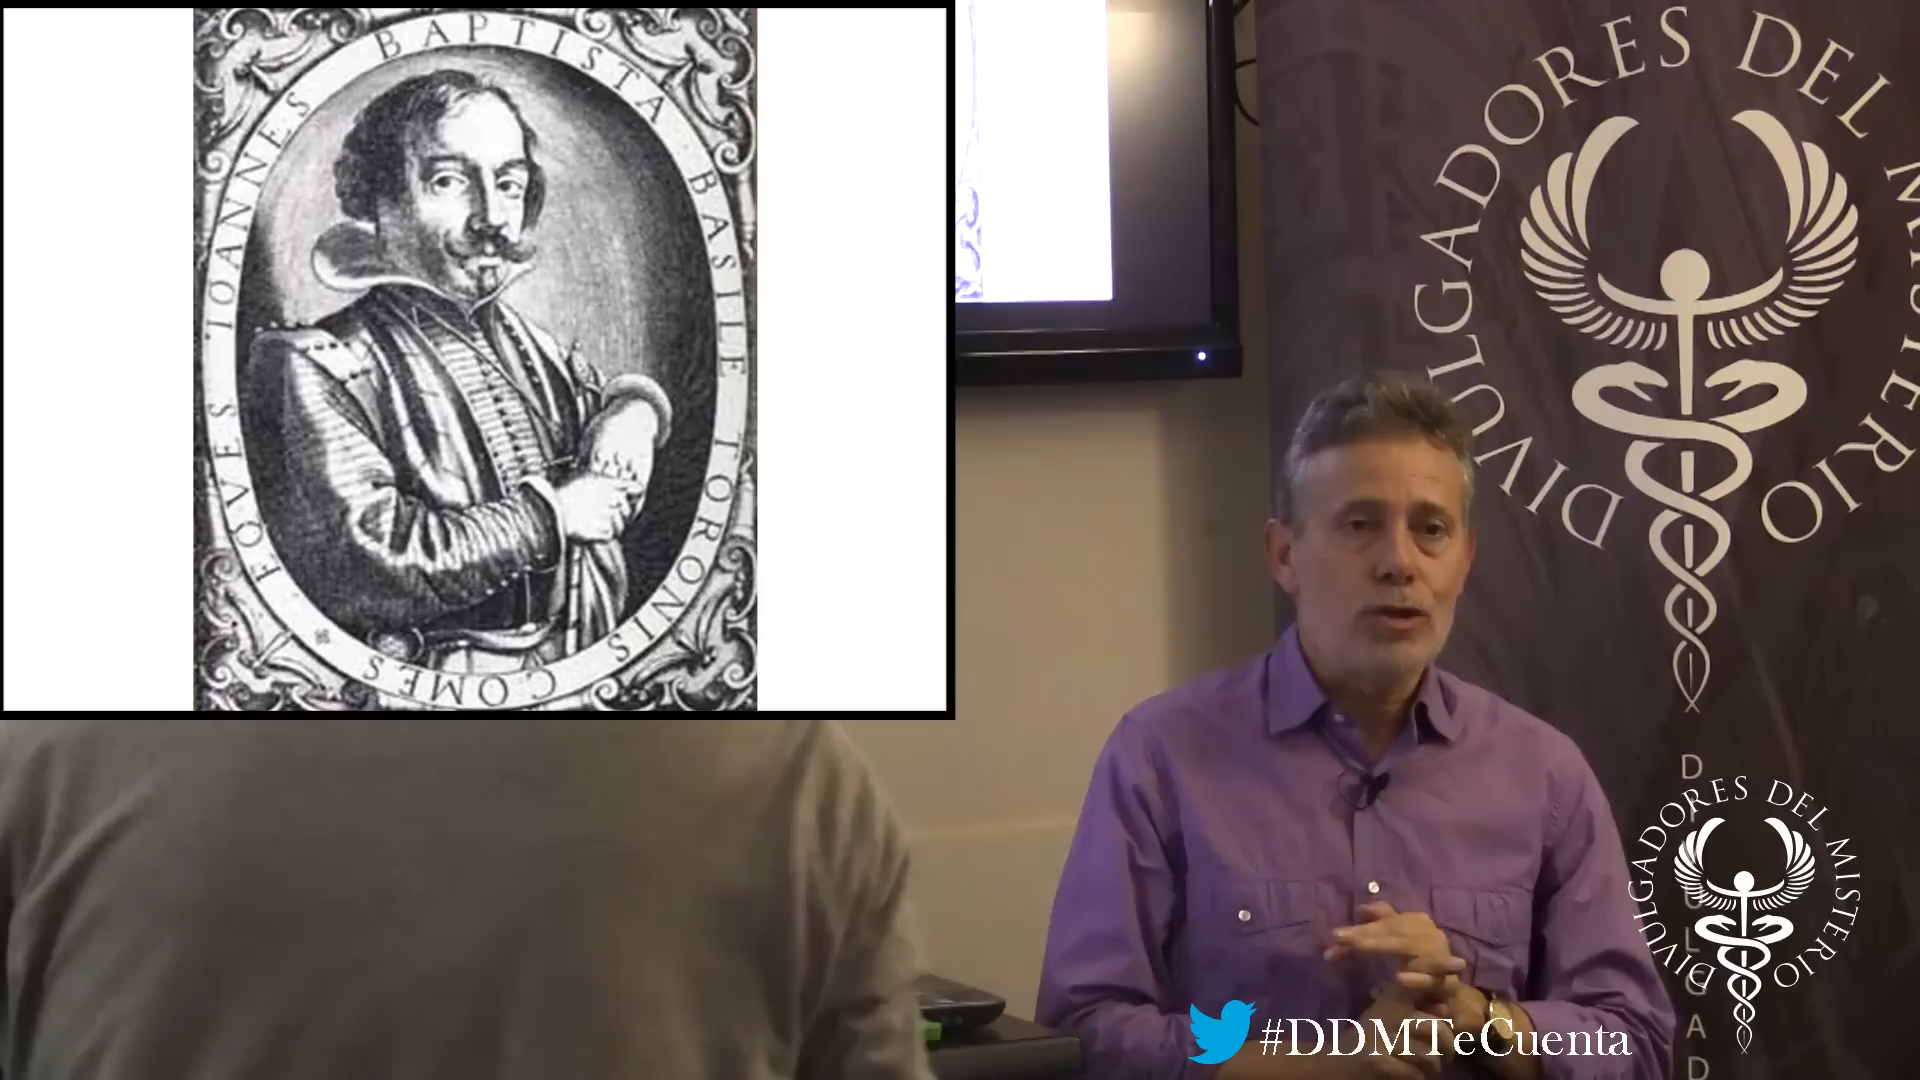 EQVES IOANNES BAPTISTA · BASILE TORONIS COMES
DIVULGADORES DEL MISTERIO
D
DIVULGADORES DEL MISTERIO
U
L
G
A
D
#DDMTeCuenta